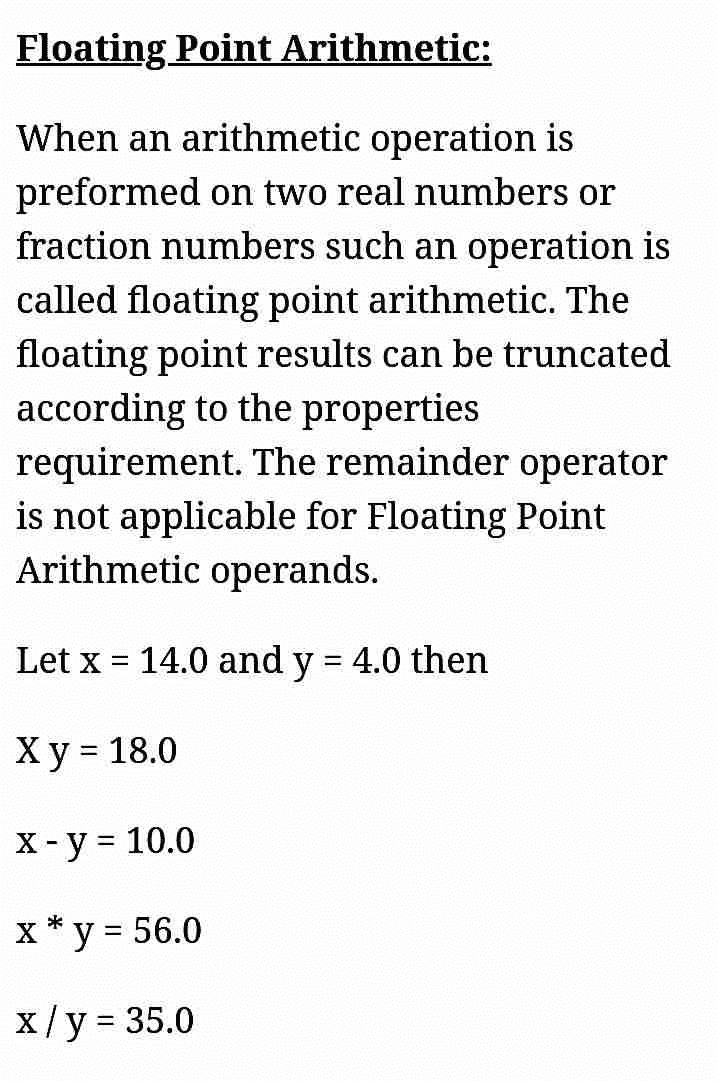 Floating Point Arithmetic:
When an arithmetic operation is
preformed on two real numbers or
fraction numbers such an operation is
called floating point arithmetic. The
floating point results can be truncated
according to the properties
requirement. The remainder operator
is not applicable for Floating Point
Arithmetic operands.
Let x = 14.0 and y = 4.0 then
X y = 18.0
x - y = 10.0
x * y = 56.0
x / y = 35.0